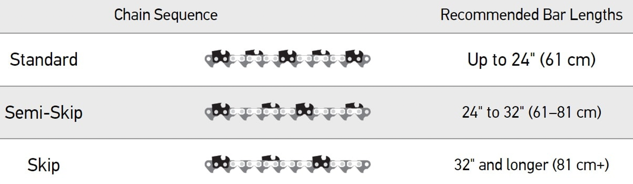 Chain Sequence Recommended Bar Lengths
Standard Up to 24" (61 cm)
Semi-Skip 24" to 32" (61–81 cm)
Skip 32" and longer (81 cm+)